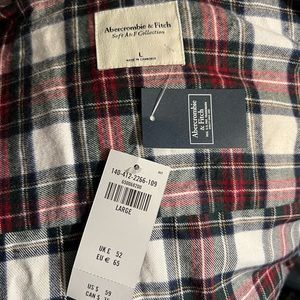 Abercrombie & Fitch
Soft A&F Collection
MADE IN CAMBODIA
Abercrombie
& Fitch
140-412-2266-109
LARGE
UK £ 52
EU € 65
US $ 59
CAN $